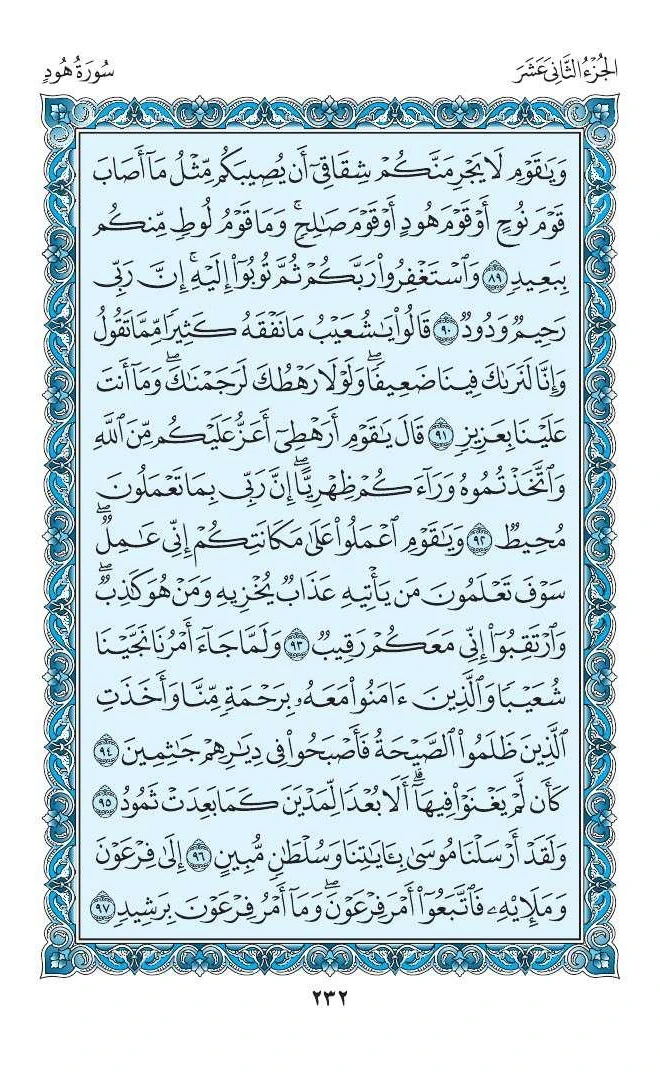 الجُزْءُ الثَّانِي عَشَرَ
سُورَةُ هُودٍ
وَيَٰقَوْمِ لَا يَجْرِمَنَّكُمْ شِقَاقِيٓ أَن يُصِيبَكُم مِّثْلُ مَآ أَصَابَ
قَوْمَ نُوحٍ أَوْ قَوْمَ هُودٍ أَوْ قَوْمَ صَٰلِحٖۚ وَمَا قَوْمُ لُوطٖ مِّنكُم
بِبَعِيدٖ ٨٩ وَٱسْتَغْفِرُواْ رَبَّكُمْ ثُمَّ تُوبُوٓاْ إِلَيْهِۚ إِنَّ رَبِّي
رَحِيمٞ وَدُودٞ ٩٠ قَالُواْ يَٰشُعَيْبُ مَا نَفْقَهُ كَثِيرٗا مِّمَّا تَقُولُ
وَإِنَّا لَنَرَىٰكَ فِينَا ضَعِيفٗاۖ وَلَوْلَا رَهْطُكَ لَرَجَمْنَٰكَۖ وَمَآ أَنتَ
عَلَيْنَا بِعَزِيزٖ ٩١ قَالَ يَٰقَوْمِ أَرَهْطِيٓ أَعَزُّ عَلَيْكُم مِّنَ ٱللَّهِ
وَٱتَّخَذْتُمُوهُ وَرَآءَكُمْ ظِهْرِيًّاۖ إِنَّ رَبِّي بِمَا تَعْمَلُونَ
مُحِيطٞ ٩٢ وَيَٰقَوْمِ ٱعْمَلُواْ عَلَىٰ مَكَانَتِكُمْ إِنِّي عَٰمِلٞۖ
سَوْفَ تَعْلَمُونَ مَن يَأْتِيهِ عَذَابٞ يُخْزِيهِ وَمَنْ هُوَ كَٰذِبٞۖ
وَٱرْتَقِبُوٓاْ إِنِّي مَعَكُمْ رَقِيبٞ ٩٣ وَلَمَّا جَآءَ أَمْرُنَا نَجَّيْنَا
شُعَيْبٗا وَٱلَّذِينَ ءَامَنُواْ مَعَهُۥ بِرَحْمَةٖ مِّنَّا وَأَخَذَتِ
ٱلَّذِينَ ظَلَمُواْ ٱلصَّيْحَةُ فَأَصْبَحُواْ فِي دِيَٰرِهِمْ جَٰثِمِينَ ٩٤
كَأَن لَّمْ يَغْنَوْاْ فِيهَآۗ أَلَا بُعْدٗا لِّمَدْيَنَ كَمَا بَعِدَتْ ثَمُودُ ٩٥
وَلَقَدْ أَرْسَلْنَا مُوسَىٰ بِـَٔايَٰتِنَا وَسُلْطَٰنٖ مُّبِينٍ ٩٦ إِلَىٰ فِرْعَوْنَ
وَمَلَإِيْهِۦ فَٱتَّبَعُوٓاْ أَمْرَ فِرْعَوْنَۖ وَمَآ أَمْرُ فِرْعَوْنَ بِرَشِيدٖ ٩٧
٢٣٢